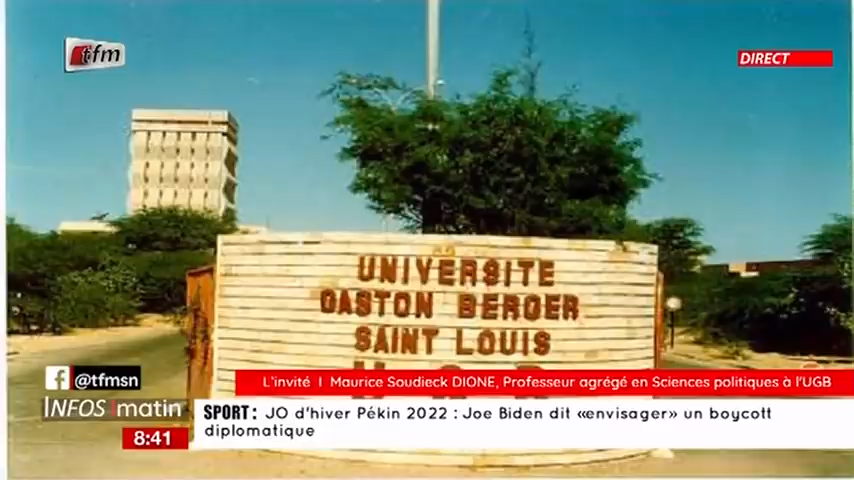 tfm
DIRECT
UNIVERSITE
GASTON BERGER
SAINT LOUIS
@tfmsn
L'invité I Maurice Soudieck DIONE, Professeur agrégé en Sciences politiques à l'UGB
INFOS matin
SPORT : JO d'hiver Pékin 2022 : Joe Biden dit «envisager» un boycott
diplomatique
8:41